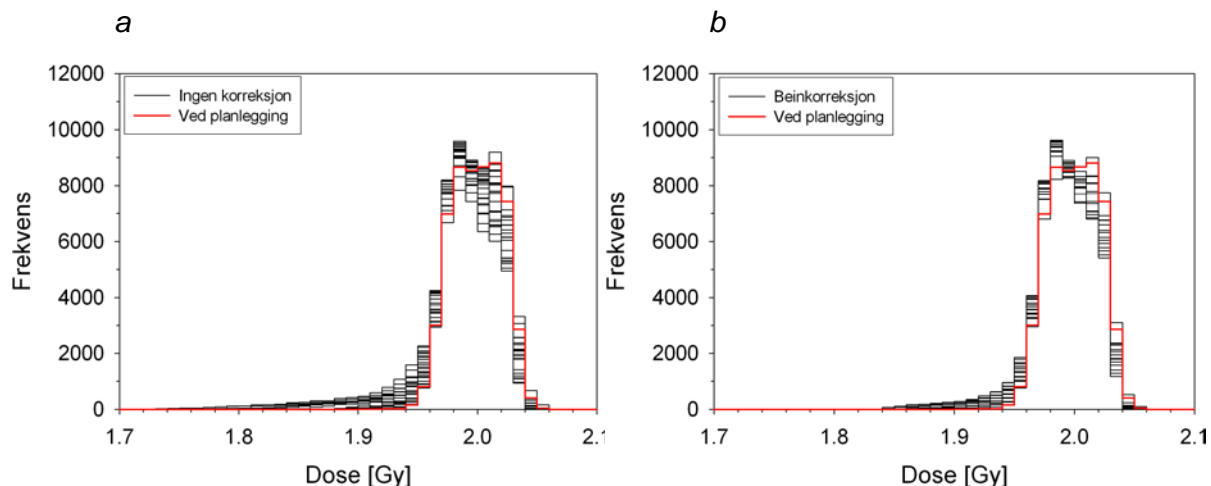 a
12000
10000
8000
6000
4000
2000
0
Frekvens
Ingen korreksjon
Ved planlegging
1.7
1.8
1.9
2.0
2.1
Dose [Gy]
b
12000
10000
8000
6000
4000
2000
0
Frekvens
Beinkorreksjon
Ved planlegging
1.7
1.8
1.9
2.0
2.1
Dose [Gy]